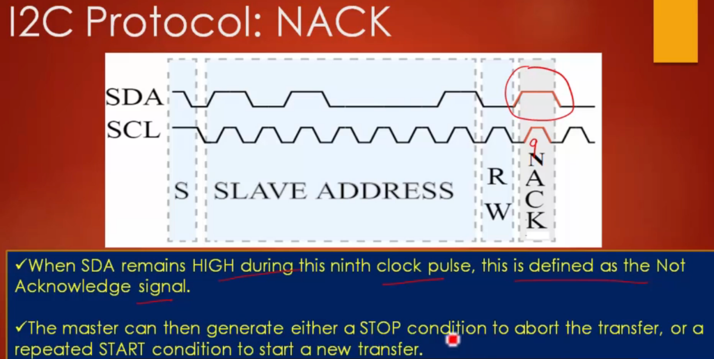 I2C Protocol: NACK
SDA
SCL
9
S
SLAVE ADDRESS
R
W
N
A
C
K
✓When SDA remains HIGH during this ninth clock pulse, this is defined as the Not
Acknowledge signal.
✓The master can then generate either a STOP condition to abort the transfer, or a
repeated START condition to start a new transfer.